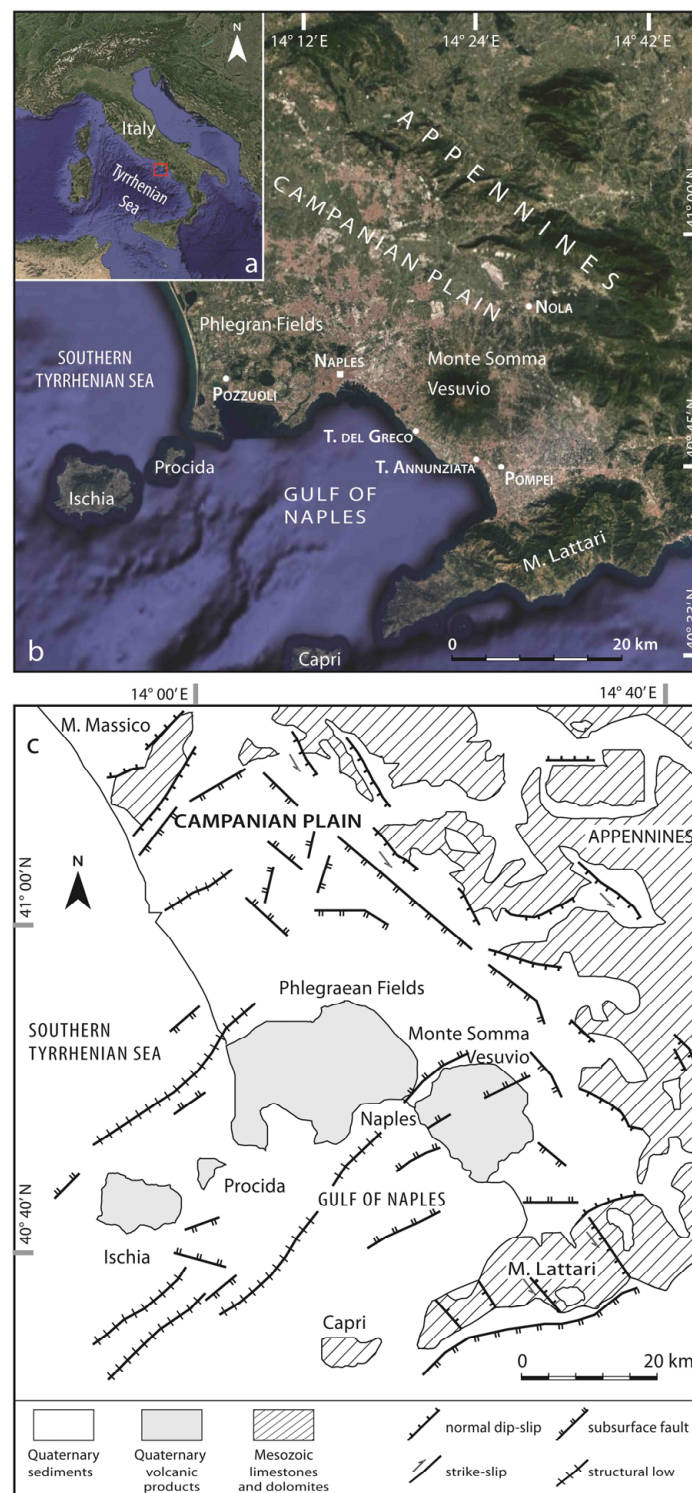 14° 12' E 14° 24' E 14° 42' E
N
Italy
Tyrrhenian
Sea
a
APPENNINES
CAMPANIAN PLAIN
41° 00' N
NOLA
Phlegran Fields
SOUTHERN
TYRRHENIAN SEA
NAPLES
Monte Somma
Vesuvio
POZZUOLI
T. DEL GRECO
T. ANNUNZIATA
POMPEI
Procida
Ischia
GULF OF
NAPLES
M. Lattari
Capri
0 20 km
b
14° 00' E 14° 40' E
M. Massico
c
CAMPANIAN PLAIN
APPENNINES
N
41° 00' N
Phlegraean Fields
SOUTHERN
TYRRHENIAN SEA
Monte Somma
Vesuvio
Naples
Procida
GULF OF NAPLES
40° 40' N
Ischia
M. Lattari
Capri
0 20 km
normal dip-slip subsurface fault
Quaternary
sediments
Quaternary
volcanic
products
Mesozoic
limestones
and dolomites
strike-slip structural low